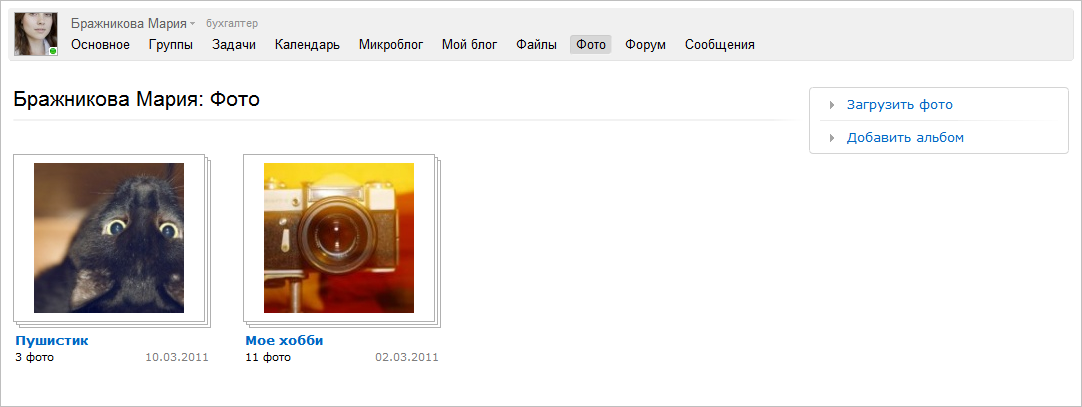 Бражникова Мария бухгалтер
Основное Группы Задачи Календарь Микроблог Мой блог Файлы Фото Форум Сообщения
Бражникова Мария: Фото
Загрузить фото
Добавить альбом
Пушистик
3 фото 10.03.2011
Мое хобби
11 фото 02.03.2011